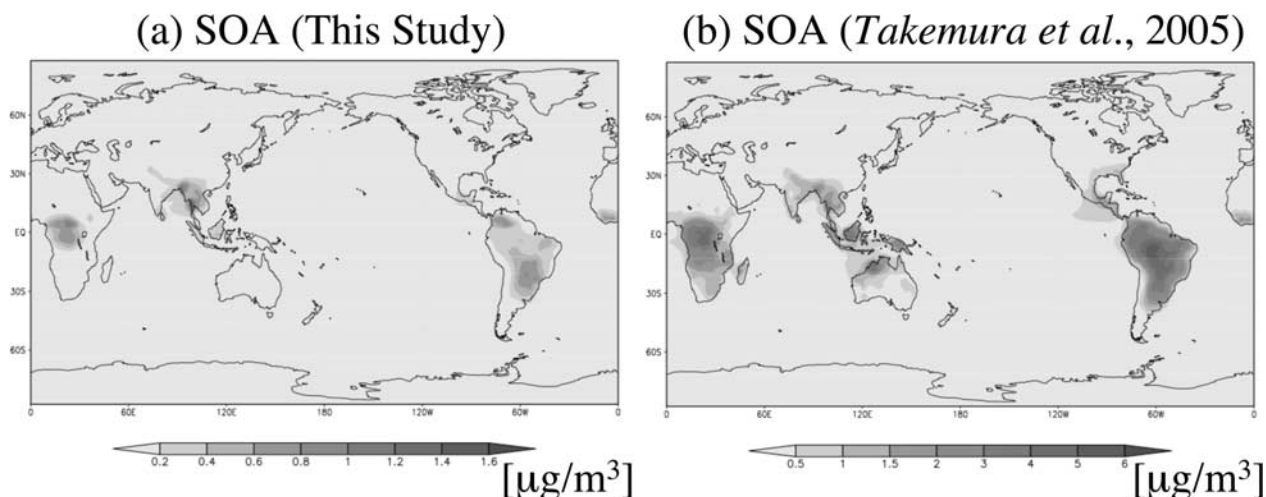 (a) SOA (This Study)
(b) SOA (Takemura et al., 2005)
60N
30N
EQ
30S
60S
0 60E 120E 180 120W 60W 0
60N
30N
EQ
30S
60S
0 60E 120E 180 120W 60W 0
0.2 0.4 0.6 0.8 1 1.2 1.4 1.6
[μg/m³]
0.5 1 1.5 2 3 4 5 6
[μg/m³]